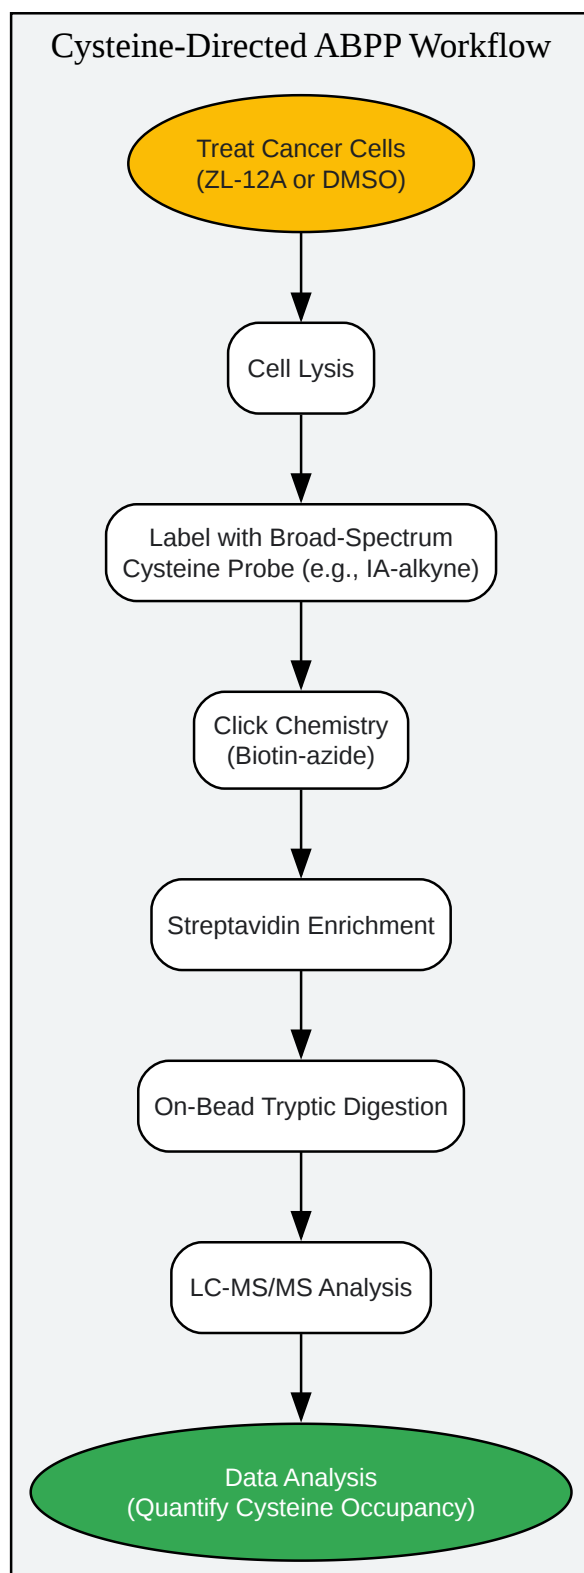 Cysteine-Directed ABPP Workflow
Treat Cancer Cells
(ZL-12A or DMSO)
Cell Lysis
Label with Broad-Spectrum
Cysteine Probe (e.g., IA-alkyne)
Click Chemistry
(Biotin-azide)
Streptavidin Enrichment
On-Bead Tryptic Digestion
LC-MS/MS Analysis
Data Analysis
(Quantify Cysteine Occupancy)